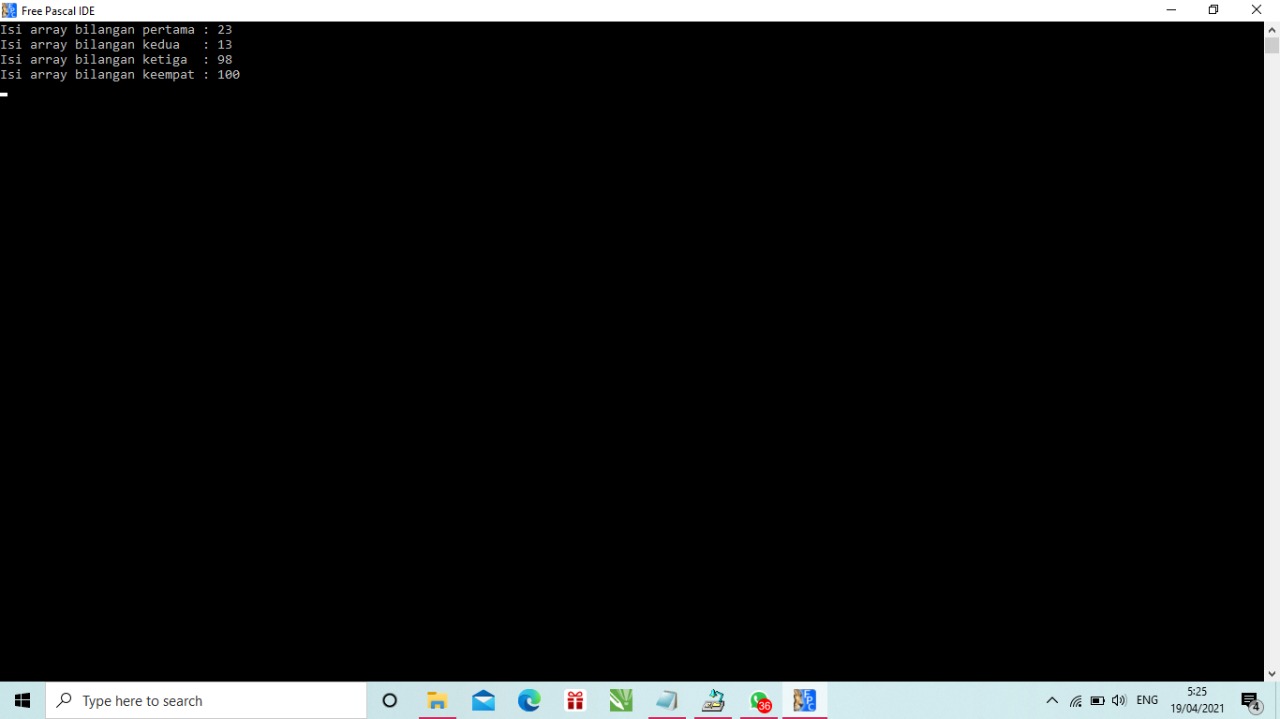 Free Pascal IDE
Isi array bilangan pertama : 23
Isi array bilangan kedua   : 13
Isi array bilangan ketiga  : 98
Isi array bilangan keempat : 100
Type here to search
36
FPC
ENG
5:25
19/04/2021
4